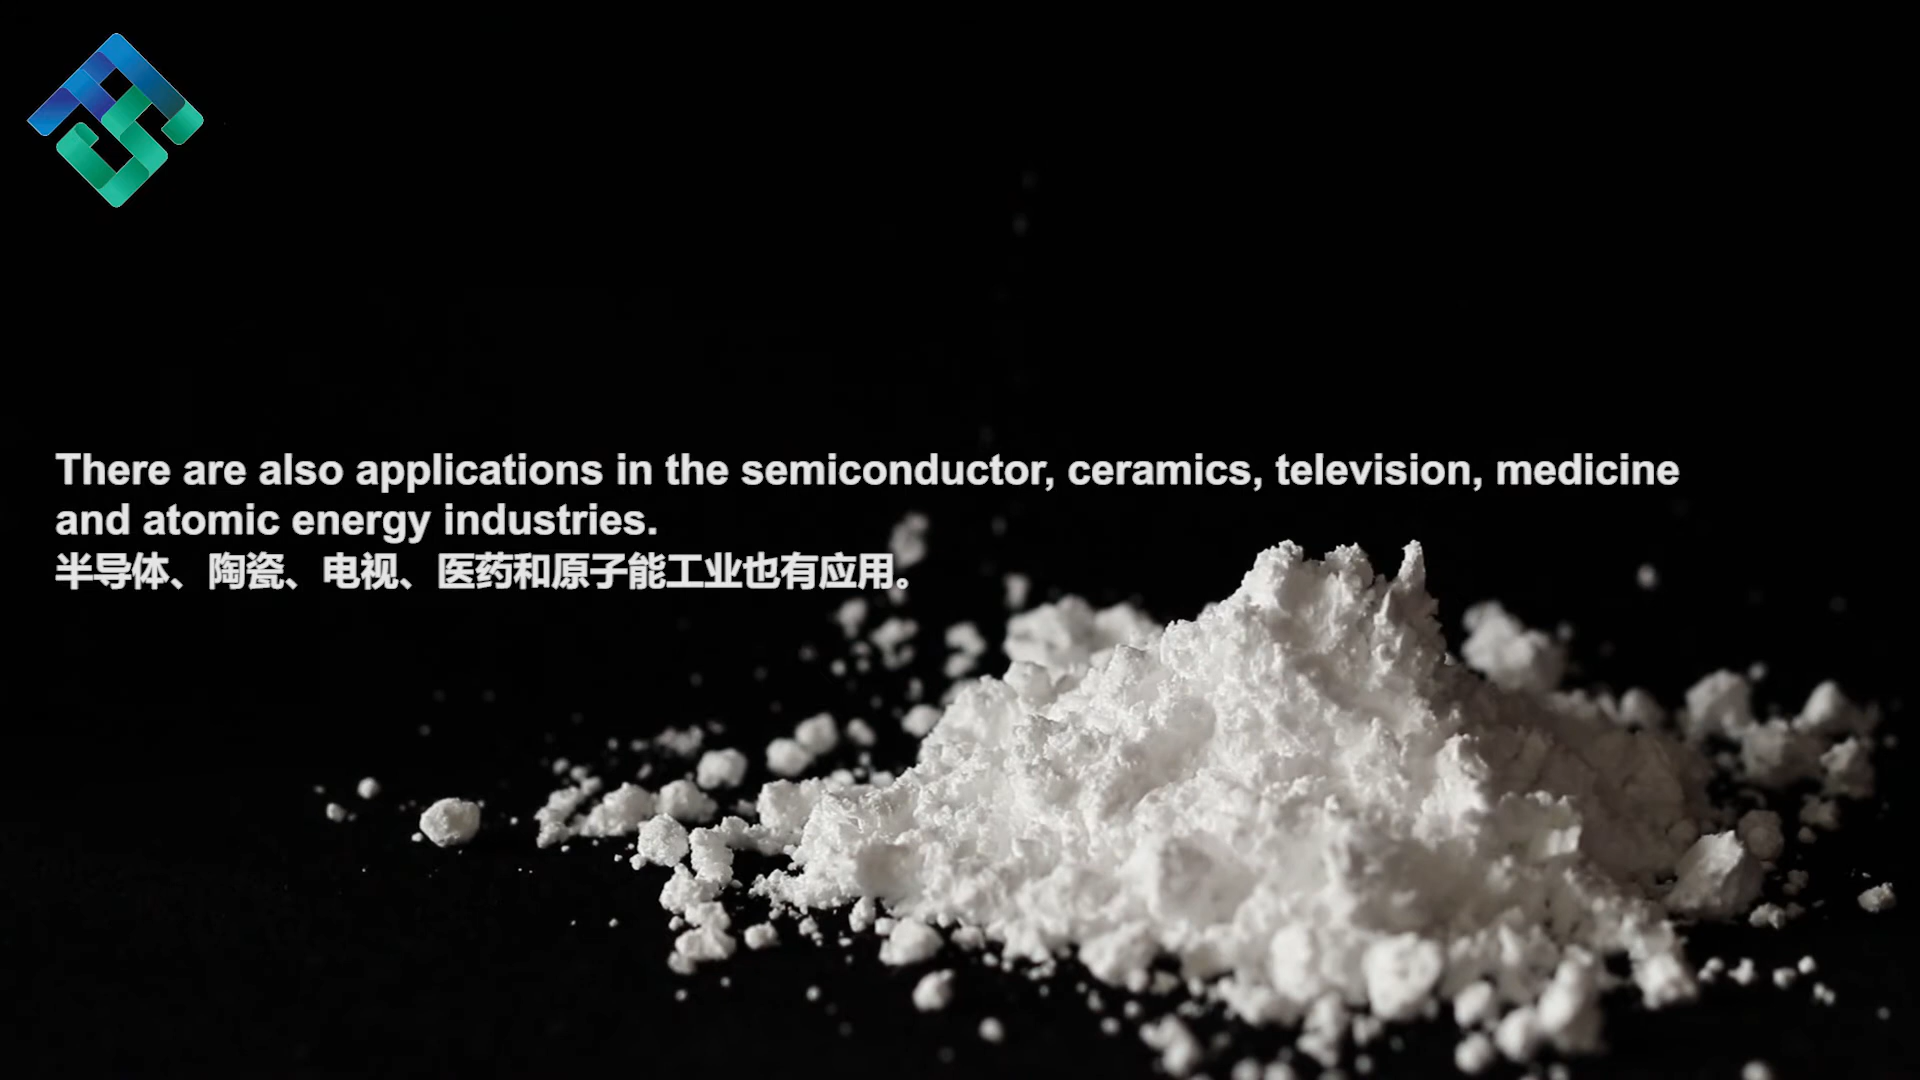 There are also applications in the semiconductor, ceramics, television, medicine
and atomic energy industries.
半导体、陶瓷、电视、医药和原子能工业也有应用。